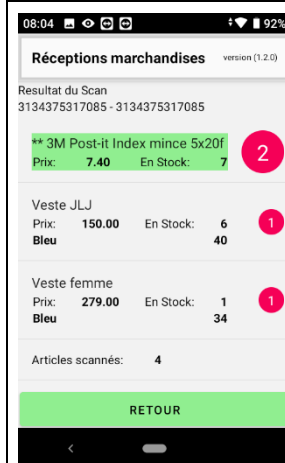 08:04 92%
Réceptions marchandises version (1.2.0)
Resultat du Scan
3134375317085 - 3134375317085
** 3M Post-it Index mince 5x20f
Prix: 7.40 En Stock: 7
2
Veste JLJ
Prix: 150.00 En Stock: 6
1
Bleu 40
Veste femme
Prix: 279.00 En Stock: 1
1
Bleu 34
Articles scannés: 4
RETOUR